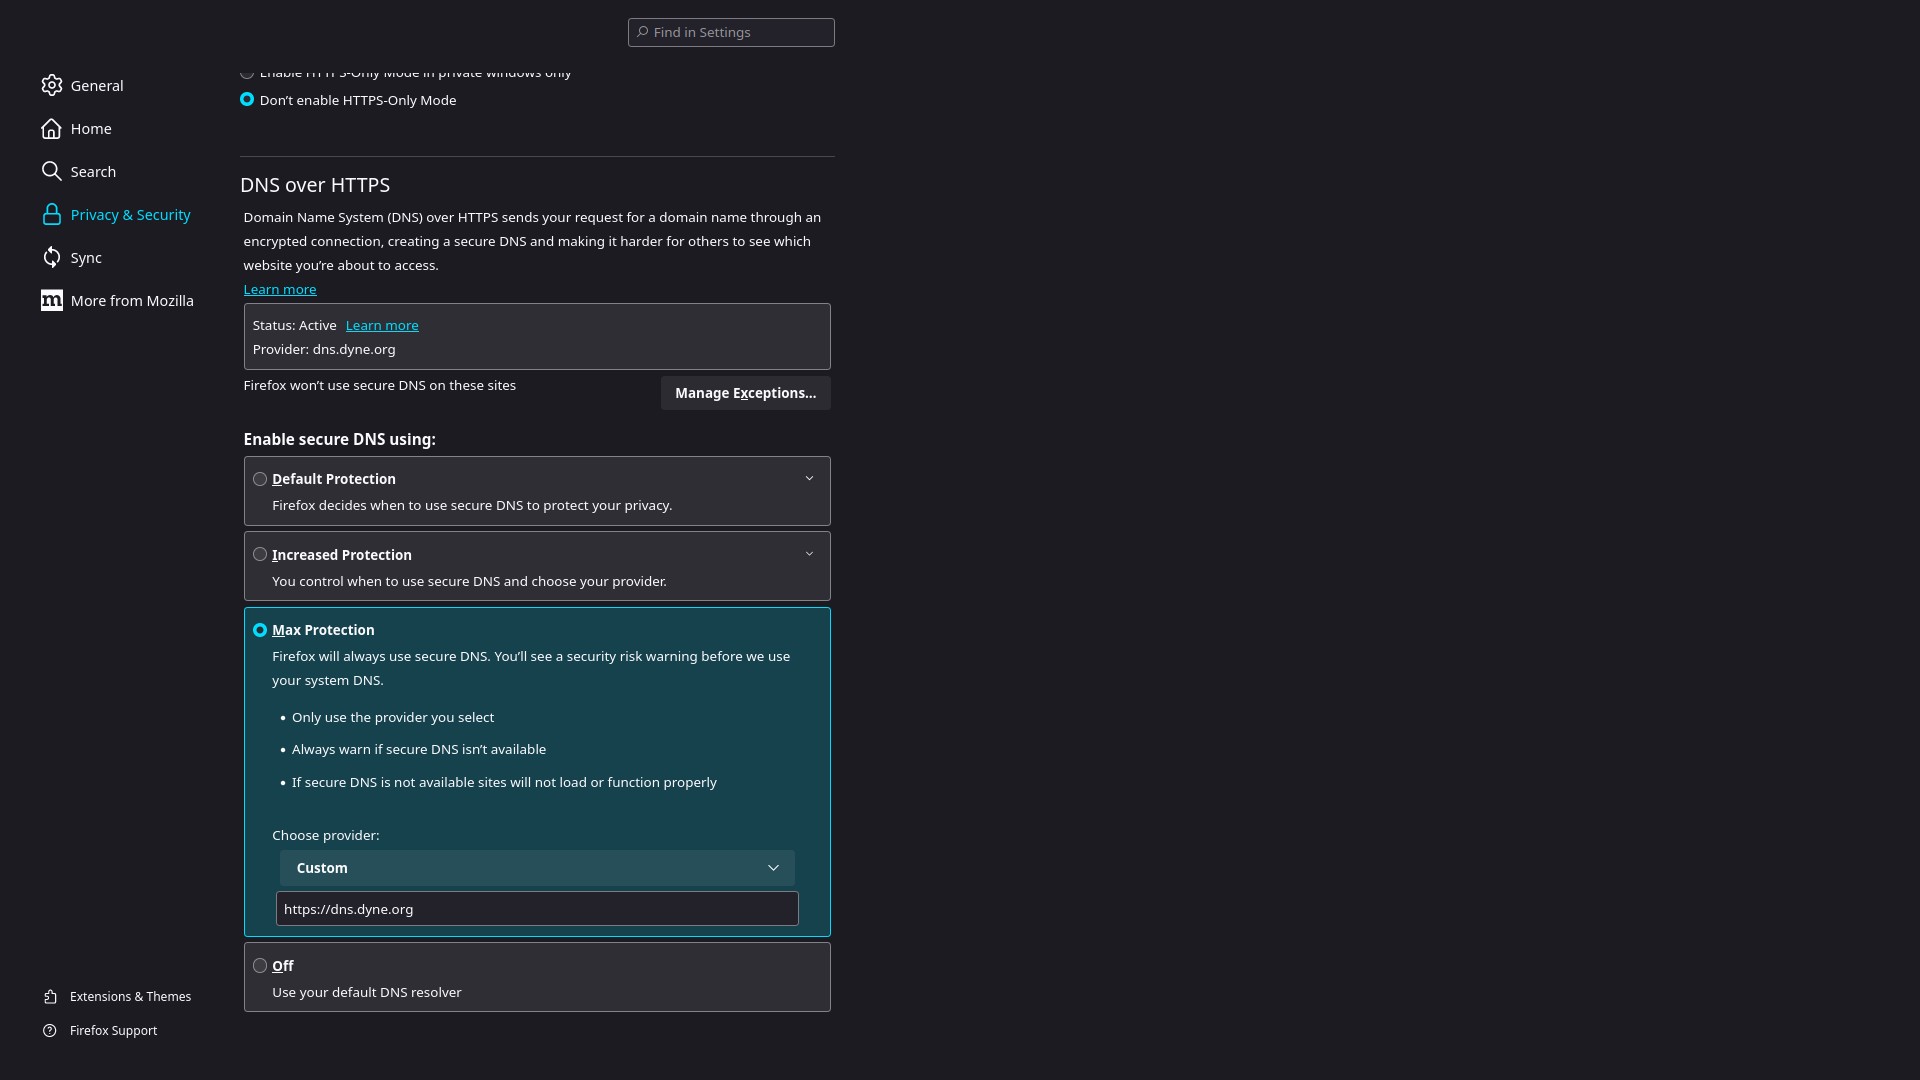 Find in Settings
General
Home
Search
Privacy & Security
Sync
More from Mozilla
Enable HTTPS-Only Mode in private windows only
Don’t enable HTTPS-Only Mode
DNS over HTTPS
Domain Name System (DNS) over HTTPS sends your request for a domain name through an
encrypted connection, creating a secure DNS and making it harder for others to see which
website you’re about to access.
Learn more
Status: Active Learn more
Provider: dns.dyne.org
Firefox won’t use secure DNS on these sites
Manage Exceptions…
Enable secure DNS using:
Default Protection
Firefox decides when to use secure DNS to protect your privacy.
Increased Protection
You control when to use secure DNS and choose your provider.
Max Protection
Firefox will always use secure DNS. You’ll see a security risk warning before we use
your system DNS.
• Only use the provider you select
• Always warn if secure DNS isn’t available
• If secure DNS is not available sites will not load or function properly
Choose provider:
Custom
https://dns.dyne.org
Off
Use your default DNS resolver
Extensions & Themes
Firefox Support